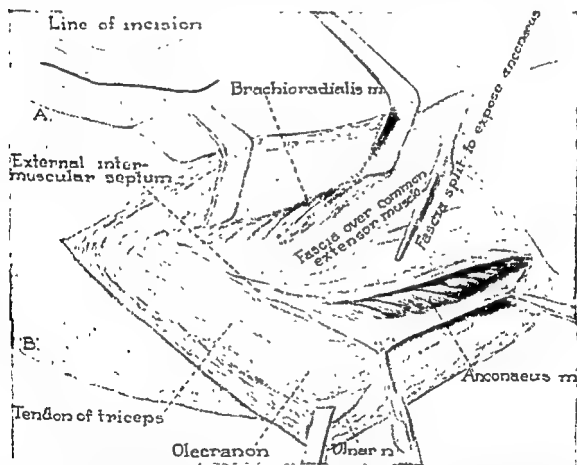 Line of incision
A.
Brachioradialis m.
External inter-
muscular septum
Fascia over common
extensor muscle
Fascia split to expose anconaeus
B.
Anconaeus m
Tendon of triceps
Olecranon
Ulnar n.